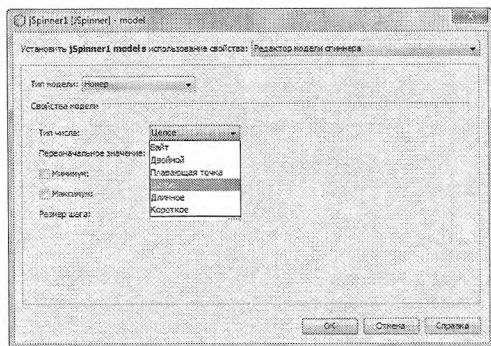 jSpinner1 [JSpinner] - model
Установить jSpinner1 model's использование свойства: Редактор модели спиннера
Тип модели: Номер
Свойства модели
Тип числа: Целое
Байт
Первоначальное значение:
Двойной
Минимум:
Плавающая точка
Максимум:
Длинное
Размер шага:
Короткое
OK Отмена Справка